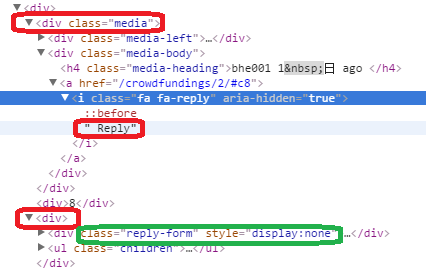 ▼<div>
▼<div class="media">
▶<div class="media-left">…</div>
▼<div class="media-body">
<h4 class="media-heading">bhe001 1&nbsp;日 ago </h4>
▼<a href="/crowdfundings/2/#c8">
▼<i class="fa fa-reply" aria-hidden="true">
::before
" Reply"
</i>
</a>
</div>
</div>
<div>8</div>
▼<div>
▶<div class="reply-form" style="display:none">…</div>
▶<ul class="children">…</ul>
</div>